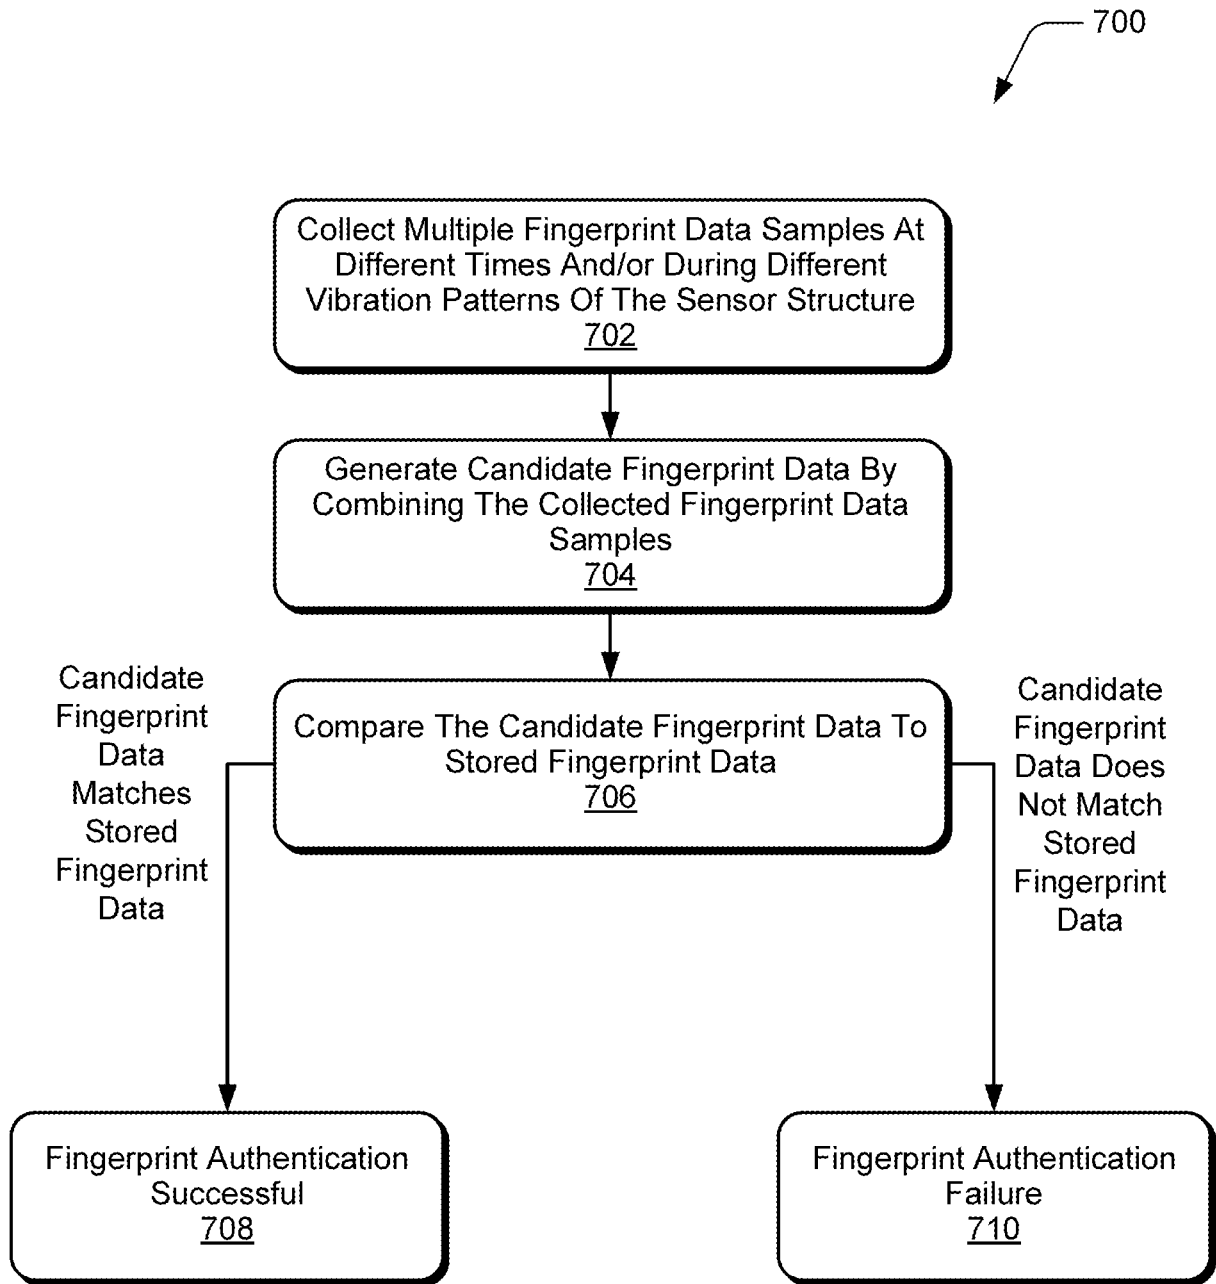 700
Collect Multiple Fingerprint Data Samples At
Different Times And/or During Different
Vibration Patterns Of The Sensor Structure
702
Generate Candidate Fingerprint Data By
Combining The Collected Fingerprint Data
Samples
704
Candidate
Fingerprint
Data
Matches
Stored
Fingerprint
Data
Compare The Candidate Fingerprint Data To
Stored Fingerprint Data
706
Candidate
Fingerprint
Data Does
Not Match
Stored
Fingerprint
Data
Fingerprint Authentication
Successful
708
Fingerprint Authentication
Failure
710